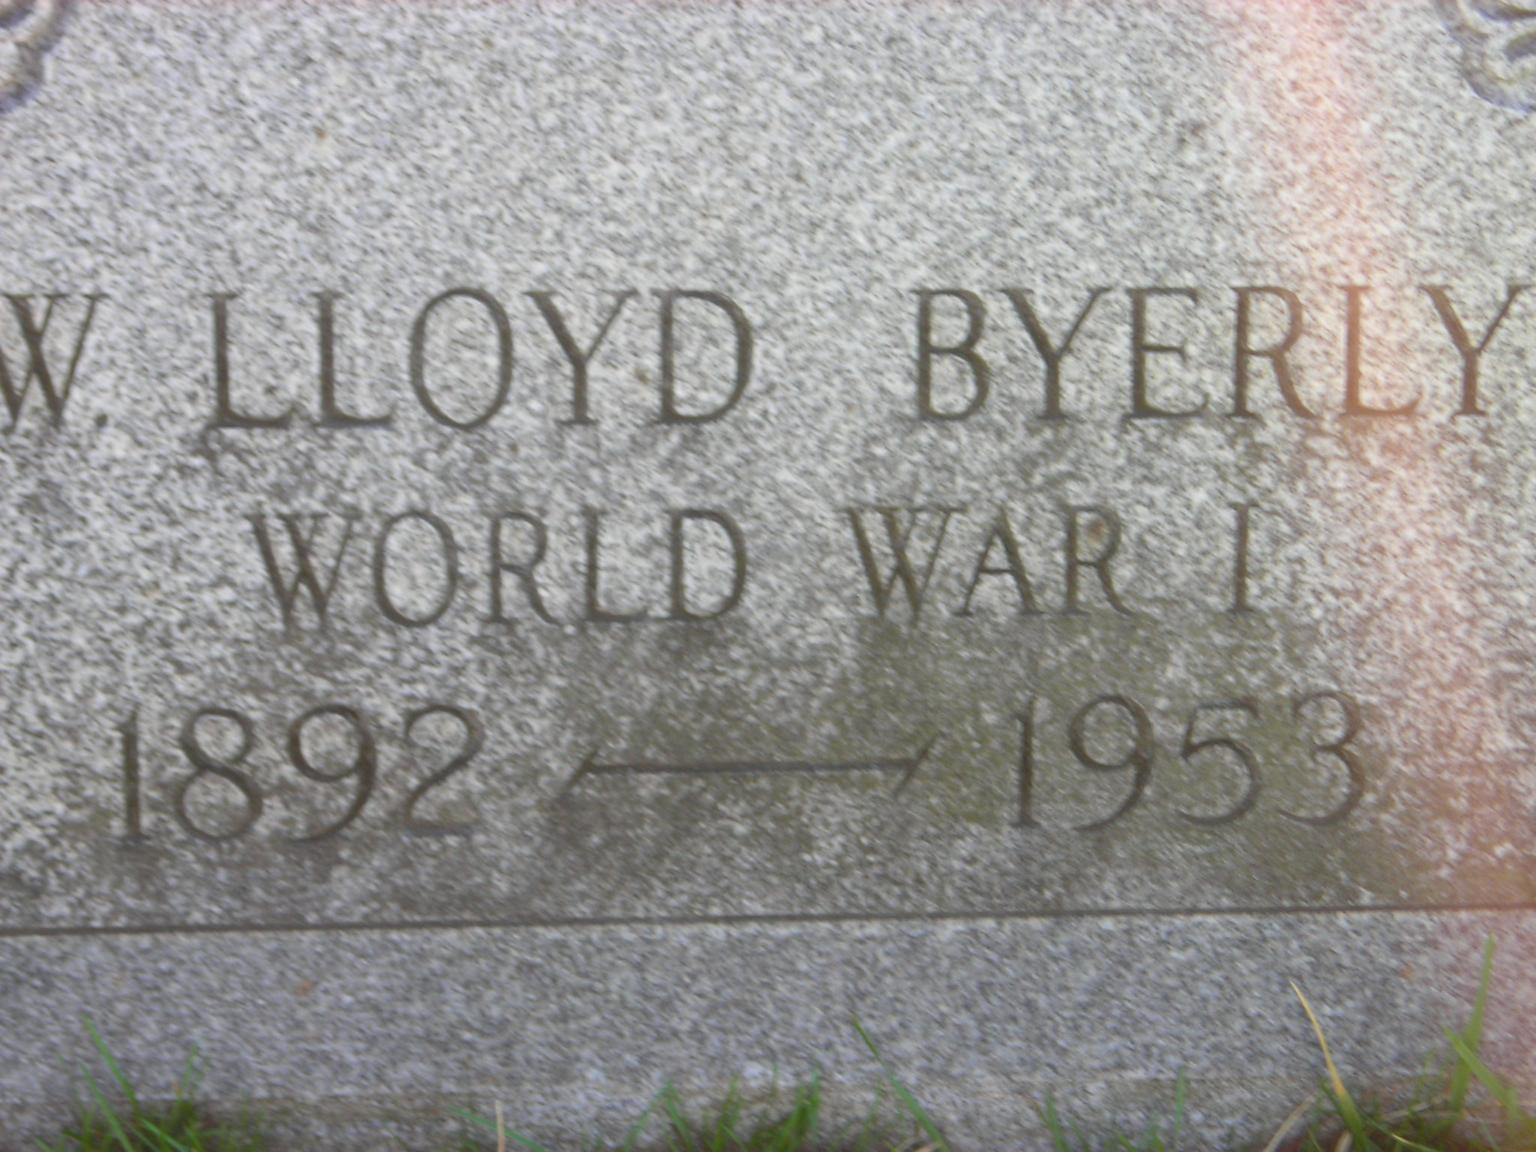 W. LLOYD BYERLY
WORLD WAR I
1892 — 1953